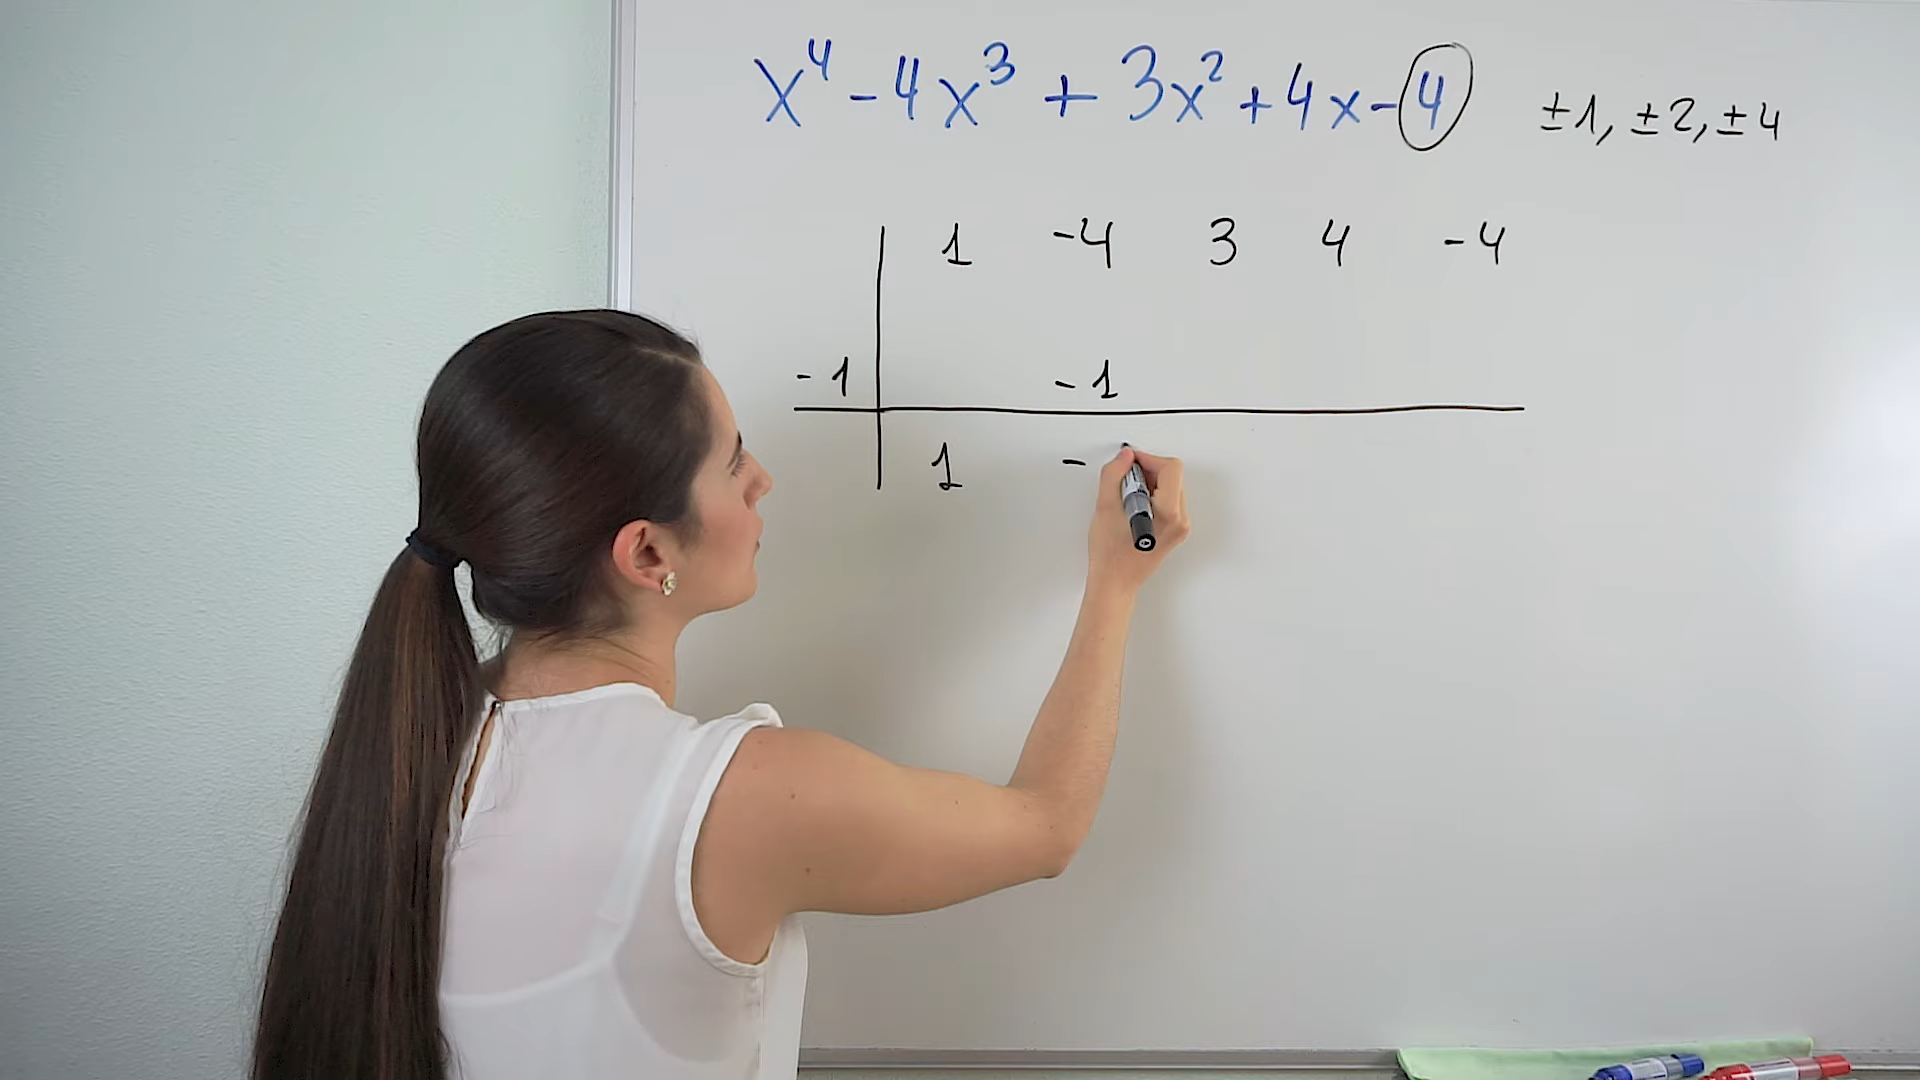 x⁴ - 4x³ + 3x² + 4x - 4 ±1, ±2, ±4
1 -4 3 4 -4
-1 -1
1 -